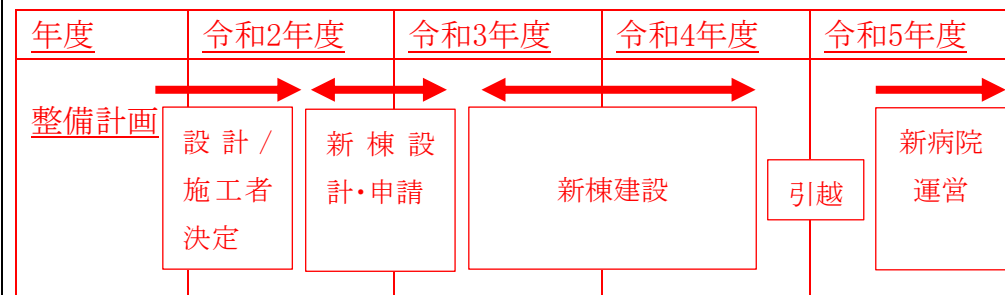 年度 令和2年度 令和3年度 令和4年度 令和5年度
整備計画
設計/
施工者
決定
新棟設
計・申請
新棟建設
引越
新病院
運営